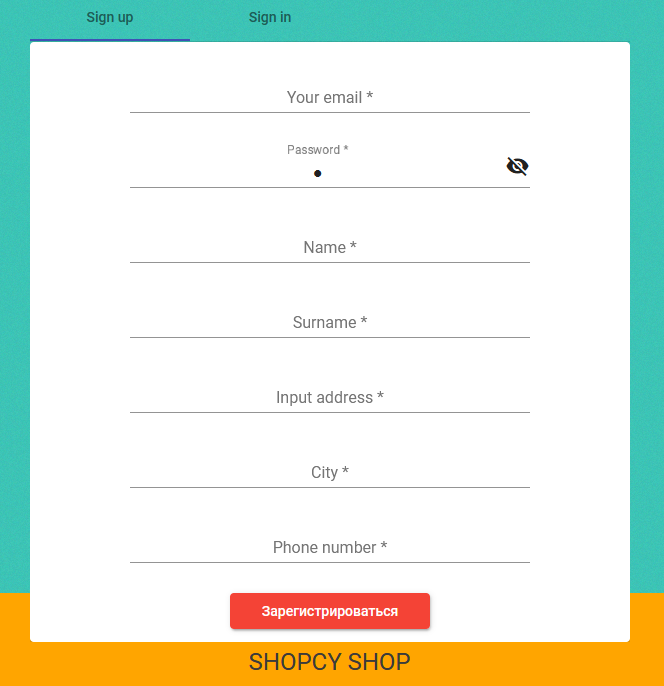 Sign up Sign in
Your email *
Password *
Name *
Surname *
Input address *
City *
Phone number *
Зарегистрироваться
SHOPCY SHOP